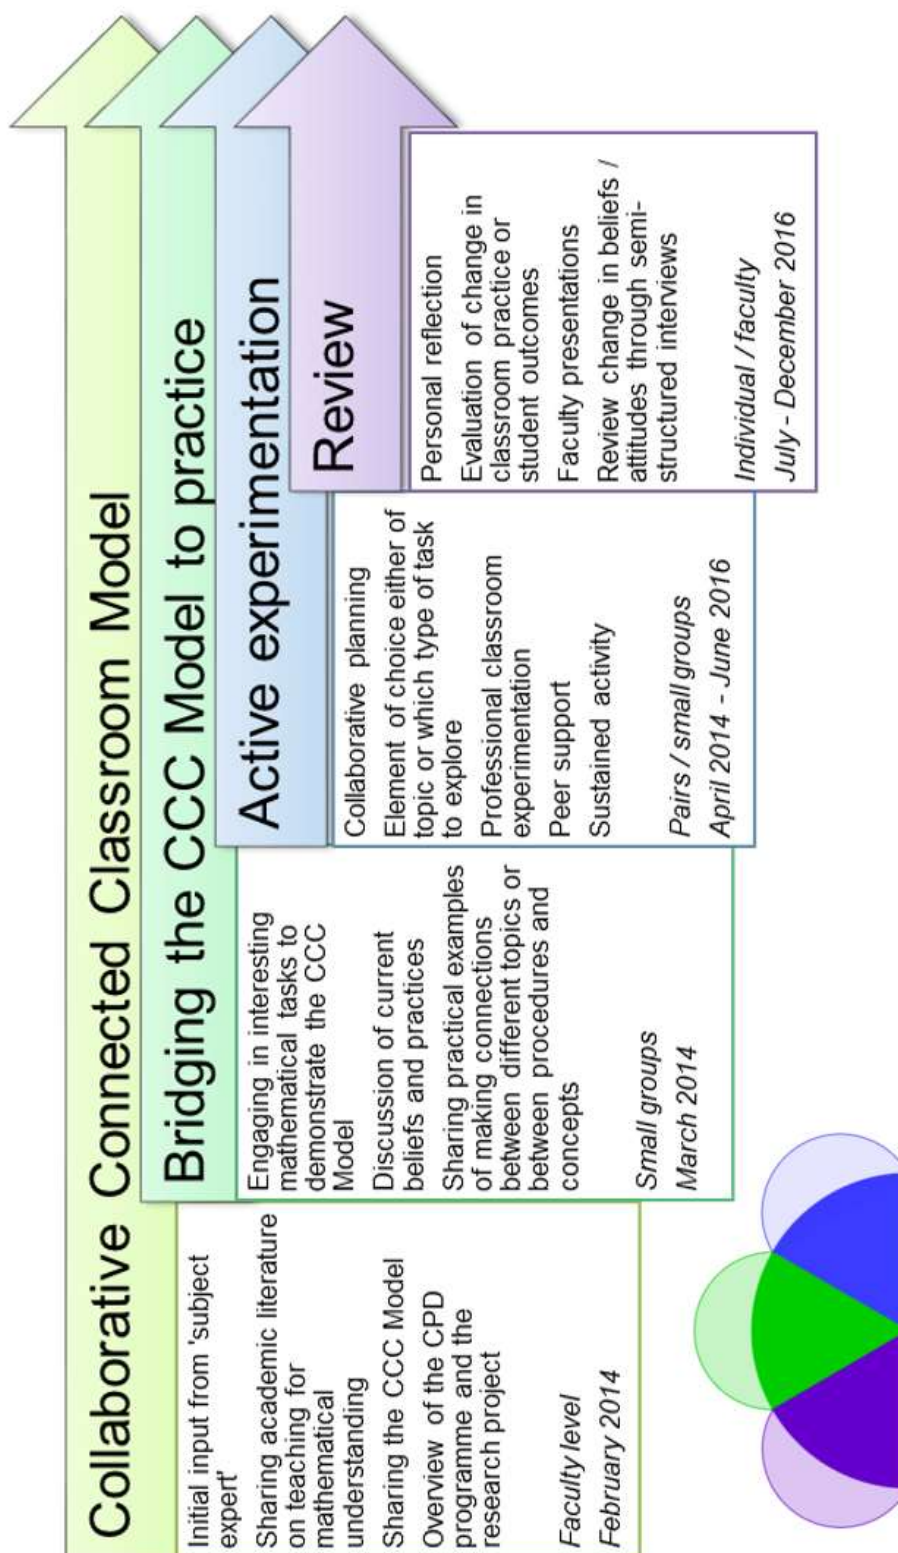 Collaborative Connected Classroom Model
Initial input from 'subject
expert'
Sharing academic literature
on teaching for
mathematical
understanding
Sharing the CCC Model
Overview of the CPD
programme and the
research project
Faculty level
February 2014
Bridging the CCC Model to practice
Engaging in interesting
mathematical tasks to
demonstrate the CCC
Model
Discussion of current
beliefs and practices
Sharing practical examples
of making connections
between different topics or
between procedures and
concepts
Small groups
March 2014
Active experimentation
Collaborative planning
Element of choice either of
topic or which type of task
to explore
Professional classroom
experimentation
Peer support
Sustained activity
Pairs / small groups
April 2014 - June 2016
Review
Personal reflection
Evaluation of change in
classroom practice or
student outcomes
Faculty presentations
Review change in beliefs /
attitudes through semi-
structured interviews
Individual / faculty
July - December 2016